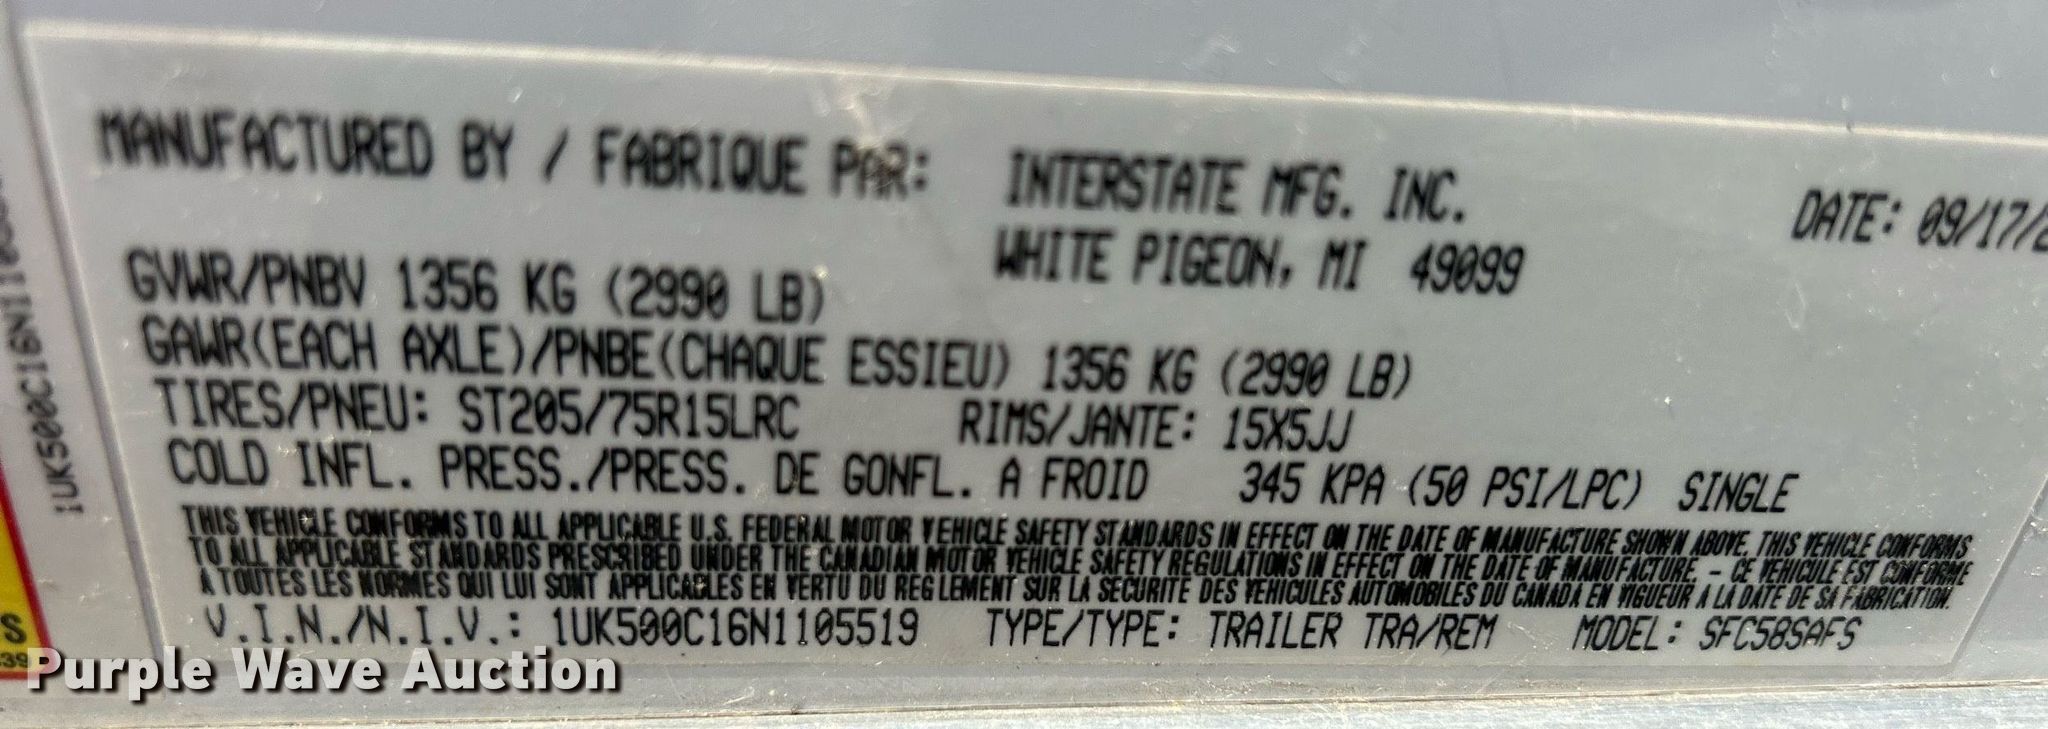 MANUFACTURED BY / FABRIQUE PAR: INTERSTATE MFG. INC. DATE: 09/17/2
WHITE PIGEON, MI 49099
GVWR/PNBV 1356 KG (2990 LB)
GAWR(EACH AXLE)/PNBE(CHAQUE ESSIEU) 1356 KG (2990 LB)
TIRES/PNEU: ST205/75R15LRC RIMS/JANTE: 15X5JJ
COLD INFL. PRESS./PRESS. DE GONFL. A FROID 345 KPA (50 PSI/LPC) SINGLE
THIS VEHICLE CONFORMS TO ALL APPLICABLE U.S. FEDERAL MOTOR VEHICLE SAFETY STANDARDS IN EFFECT ON THE DATE OF MANUFACTURE SHOWN ABOVE. THIS VEHICLE CONFORMS
TO ALL APPLICABLE STANDARDS PRESCRIBED UNDER THE CANADIAN MOTOR VEHICLE SAFETY REGULATIONS IN EFFECT ON THE DATE OF MANUFACTURE. - CE VEHICULE EST CONFORME
A TOUTES LES NORMES QUI LUI SONT APPLICABLES EN VERTU DU REGLEMENT SUR LA SECURITE DES VEHICULES AUTOMOBILES DU CANADA EN VIGUEUR A LA DATE DE SA FABRICATION.
V.I.N./N.I.V.: 1UK500C16N1105519 TYPE/TYPE: TRAILER TRA/REM MODEL: SFC58SAFS
S
39
Purple Wave Auction